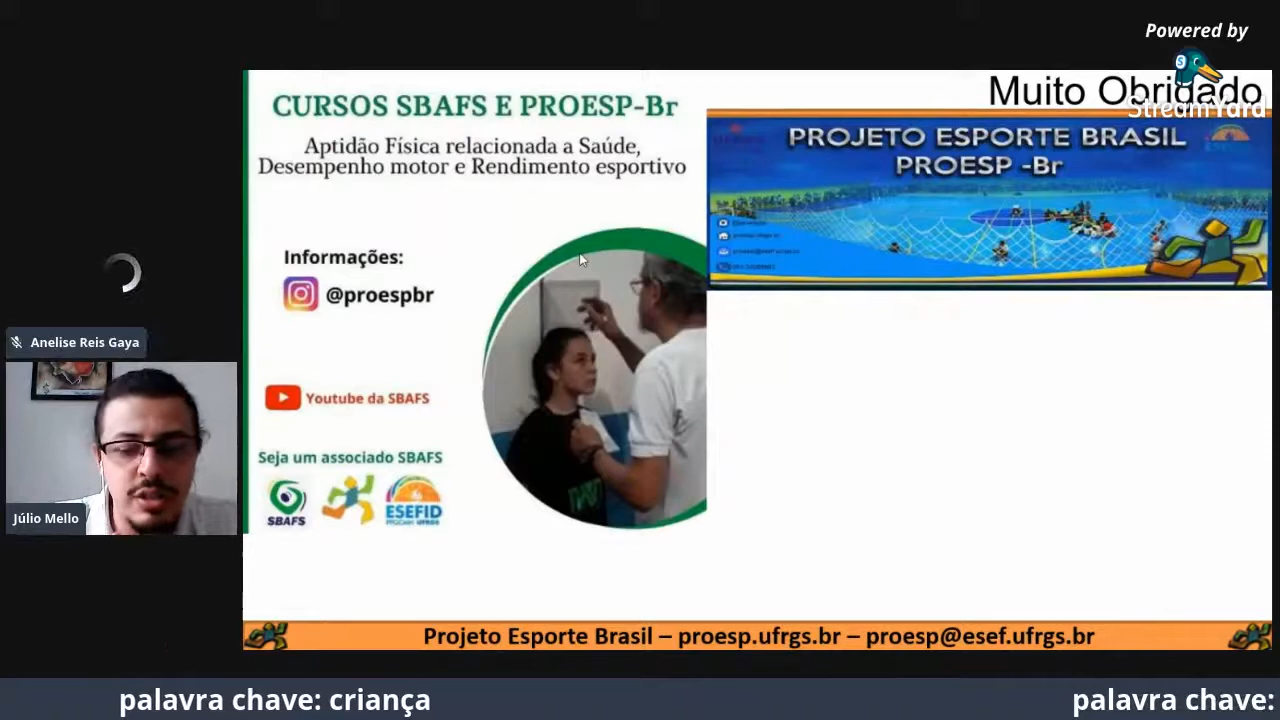 Powered by
StreamYard
Muito Obrigado
CURSOS SBAFS E PROESP-Br
Aptidão Física relacionada a Saúde,
Desempenho motor e Rendimento esportivo
PROJETO ESPORTE BRASIL
PROESP -Br
Informações:
@proespbr
Anelise Reis Gaya
Youtube da SBAFS
Seja um associado SBAFS
SBAFS
ESEFID
UFRGS
Júlio Mello
Projeto Esporte Brasil – proesp.ufrgs.br – proesp@esef.ufrgs.br
palavra chave: criança
palavra chave: